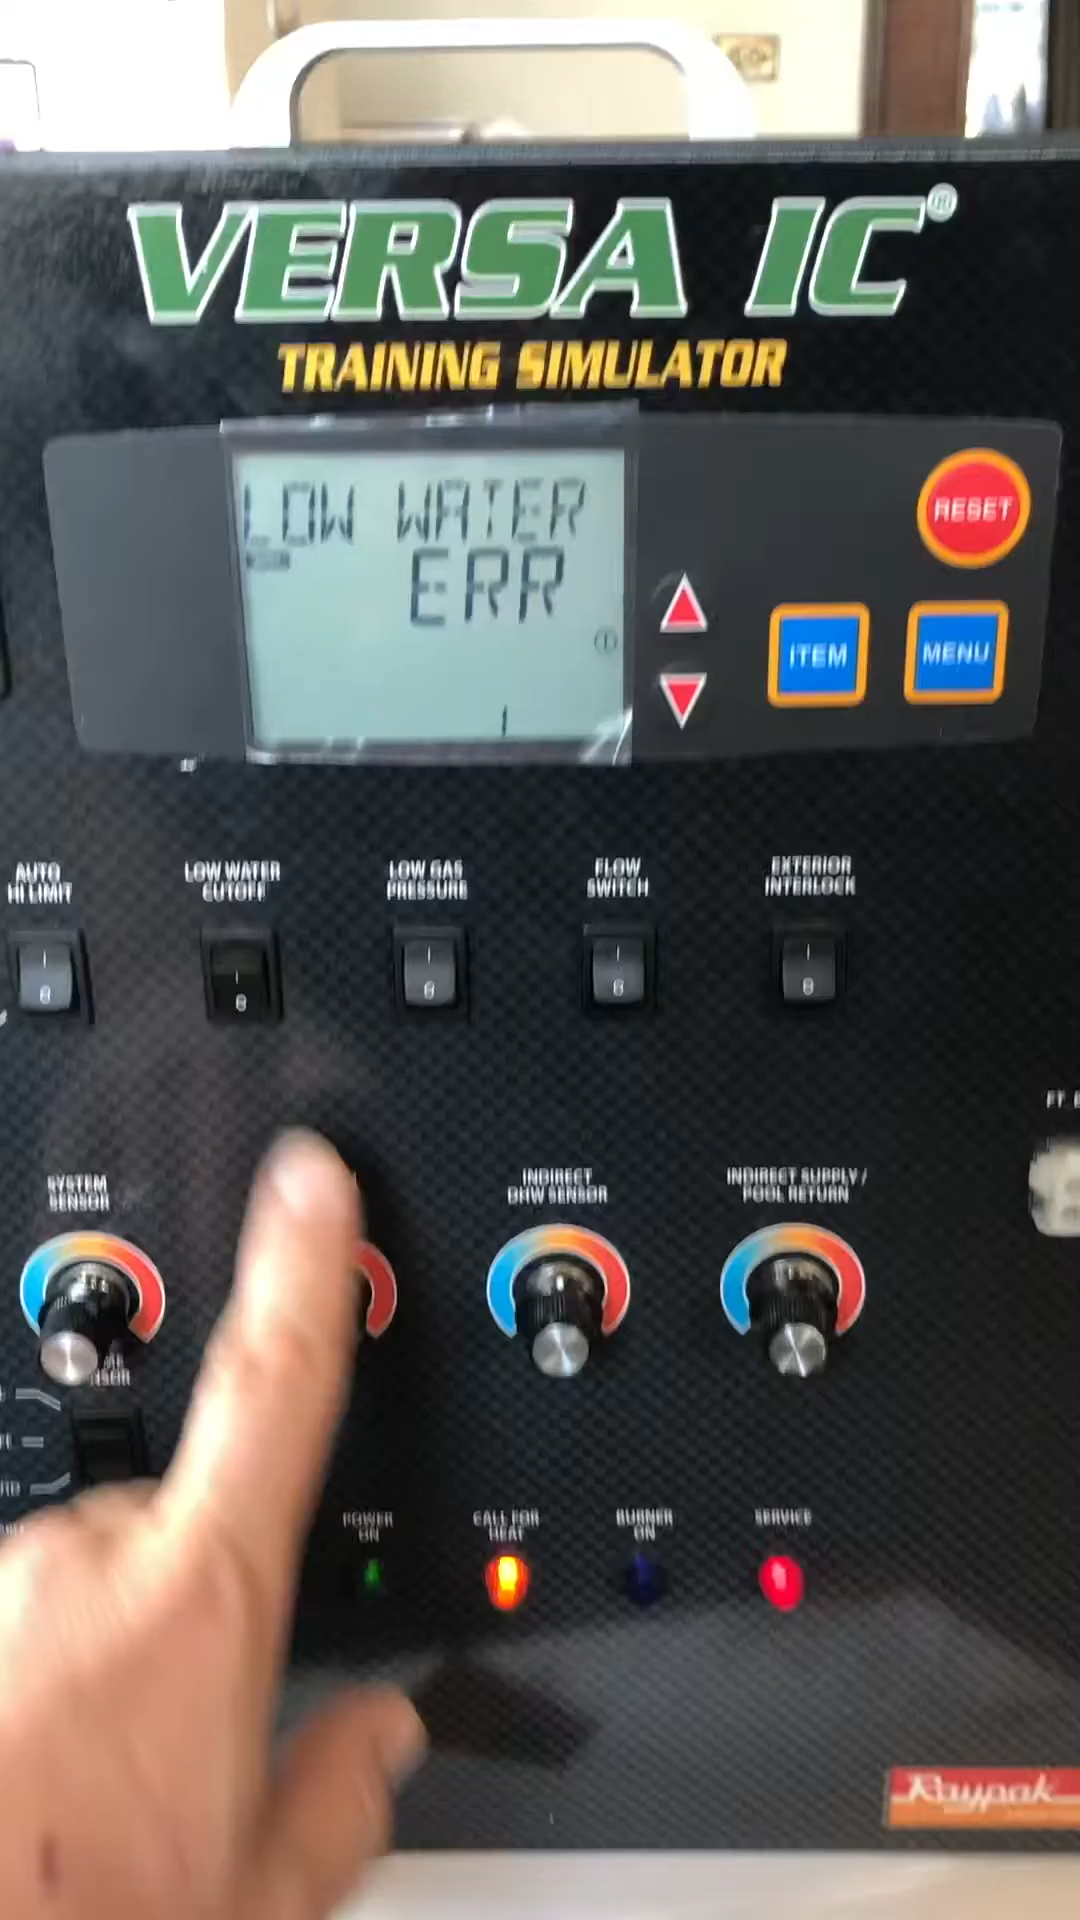 VERSA IC®
TRAINING SIMULATOR
LOW WATER
ERR
RESET
ITEM
MENU
AUTO
HI LIMIT
LOW WATER
CUTOFF
LOW GAS
PRESSURE
FLOW
SWITCH
EXTERIOR
INTERLOCK
SYSTEM
SENSOR
INDIRECT
DHW SENSOR
INDIRECT SUPPLY /
POOL RETURN
POWER
ON
CALL FOR
HEAT
BURNER
ON
SERVICE
Raypak